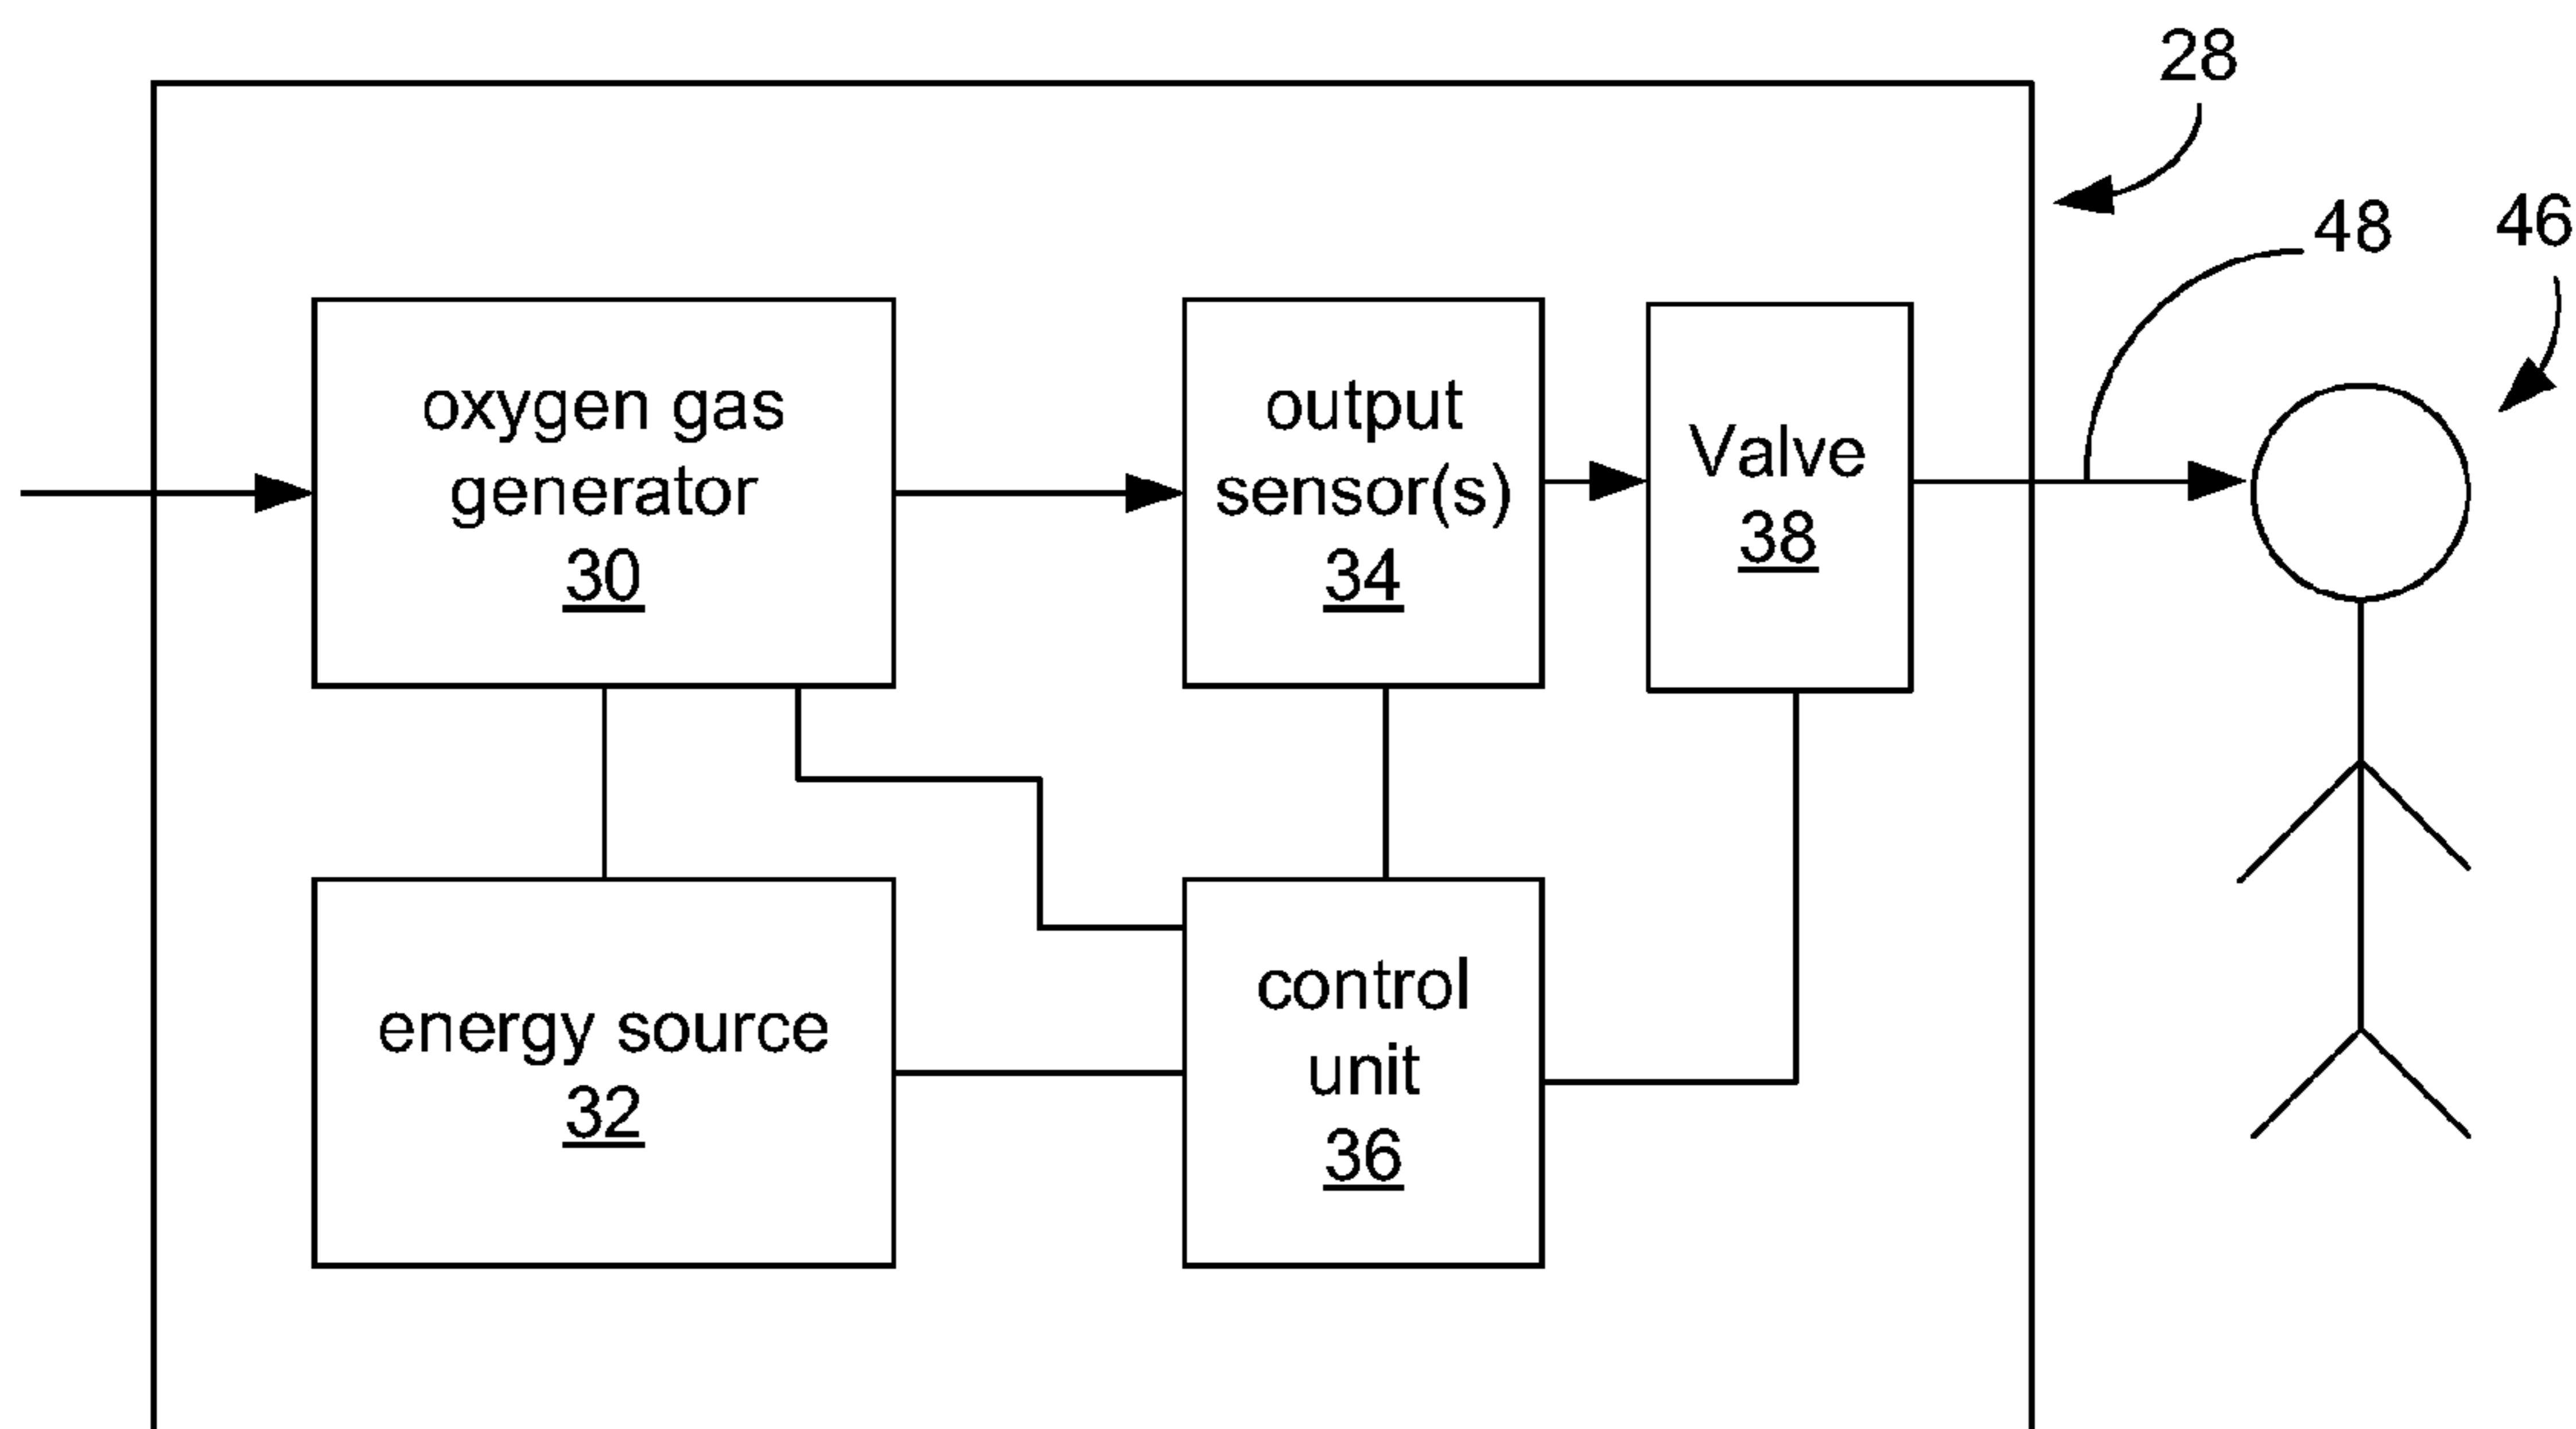 28
48
46
oxygen gas
generator
30
output
sensor(s)
34
Valve
38
energy source
32
control
unit
36